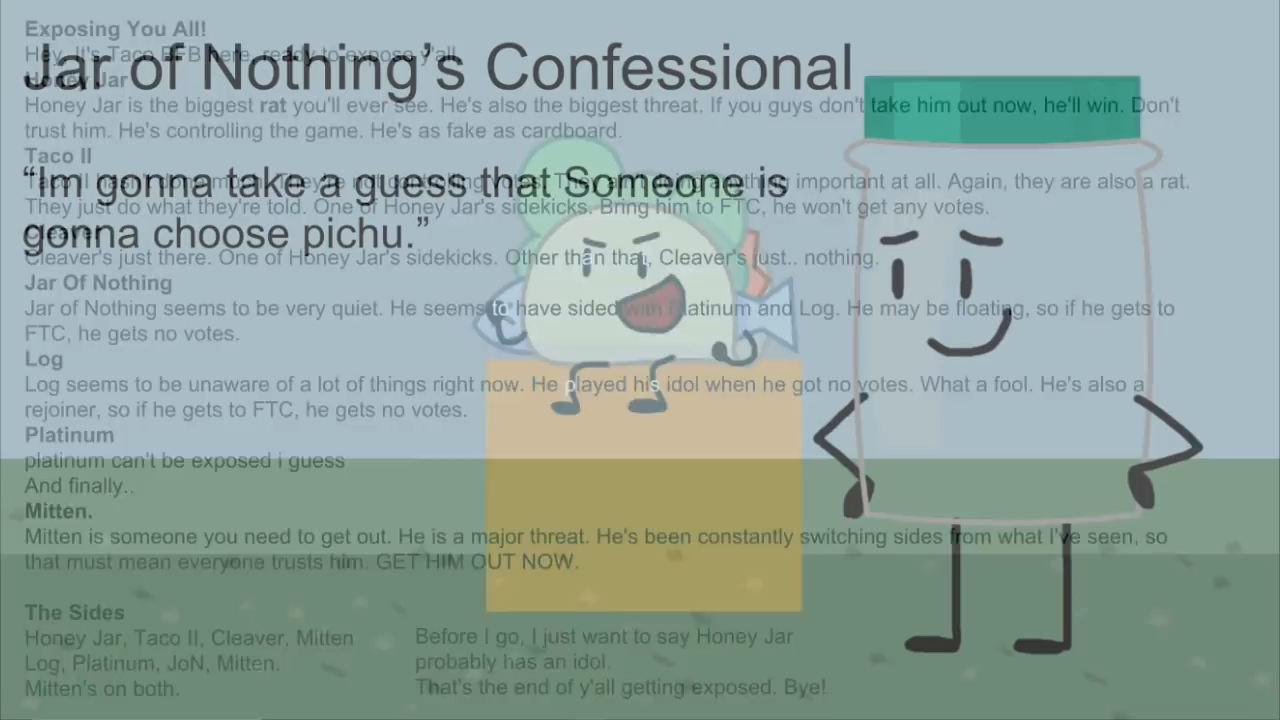 Exposing You All!
Hey, It's Taco BFB here, ready to expose y'all.
Jar of Nothing's Confessional
Honey Jar
Honey Jar is the biggest rat you'll ever see. He's also the biggest threat. If you guys don't take him out now, he'll win. Don't
trust him. He's controlling the game. He's as fake as cardboard.
Taco II
“Im gonna take a guess that Someone is
important at all. Again, they are also a rat.
They just do what they're told. One of Honey Jar's sidekicks. Bring him to FTC, he won't get any votes.
gonna choose pichu.”
Cleaver
Cleaver's just there. One of Honey Jar's sidekicks. Other than that, Cleaver's just.. nothing.
Jar Of Nothing
Jar of Nothing seems to be very quiet. He seems to have sided with Platinum and Log. He may be floating, so if he gets to
FTC, he gets no votes.
Log
Log seems to be unaware of a lot of things right now. He played his idol when he got no votes. What a fool. He's also a
rejoiner, so if he gets to FTC, he gets no votes.
Platinum
platinum can't be exposed i guess
And finally..
Mitten.
Mitten is someone you need to get out. He is a major threat. He's been constantly switching sides from what I've seen, so
that must mean everyone trusts him. GET HIM OUT NOW.
The Sides
Honey Jar, Taco II, Cleaver, Mitten
Log, Platinum, JoN, Mitten.
Mitten's on both.
Before I go, I just want to say Honey Jar
probably has an idol.
That's the end of y'all getting exposed. Bye!